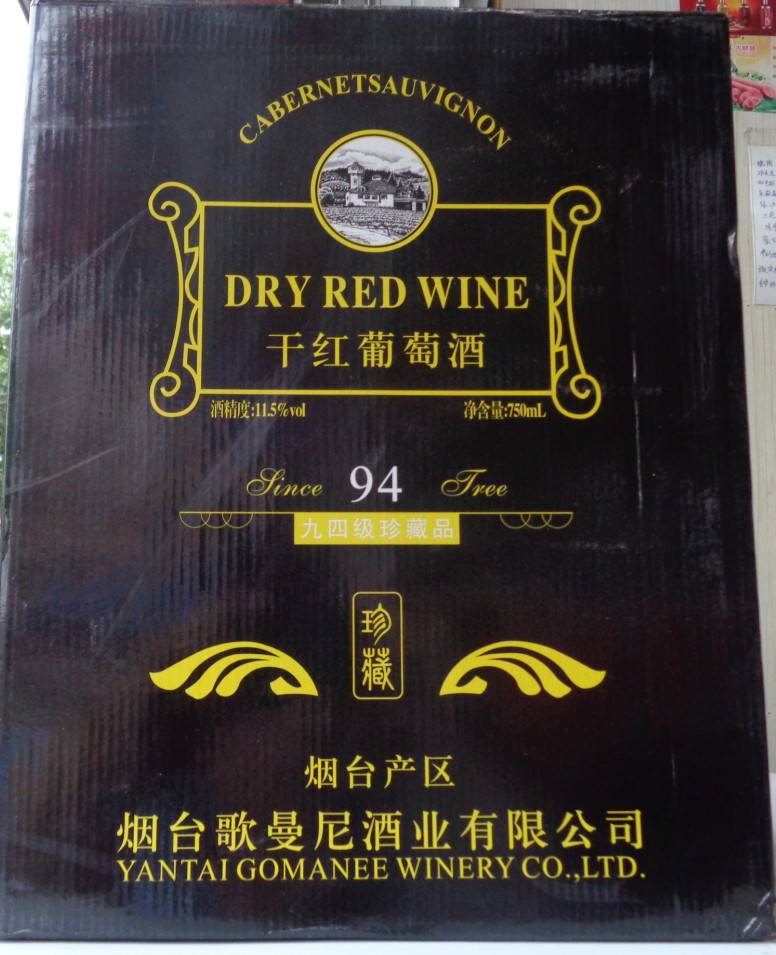 CABERNETSAUVIGNON
DRY RED WINE
干红葡萄酒
酒精度:11.5%vol
净含量:750mL
Since 94 Tree
九四级珍藏品
珍藏
烟台产区
烟台歌曼尼酒业有限公司
YANTAI GOMANEE WINERY CO.,LTD.